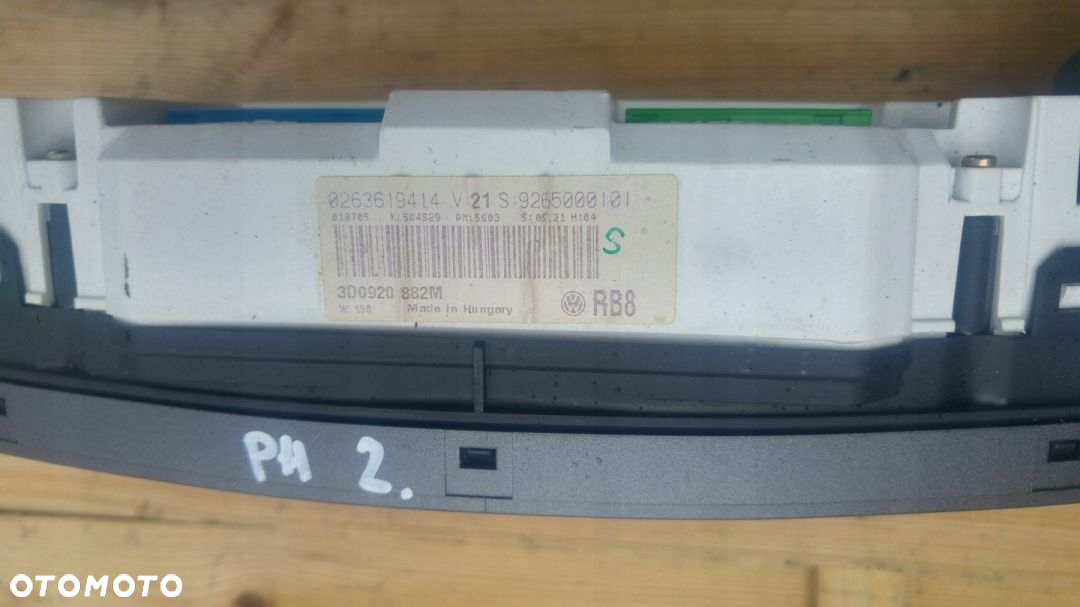 0263619414 V:21 S:9265000101
010705 K:504529 PM:5603 S:05.21 H:04
S
3D0920 882M
W: 558 Made in Hungary
RB8
PH 2.
OTOMOTO